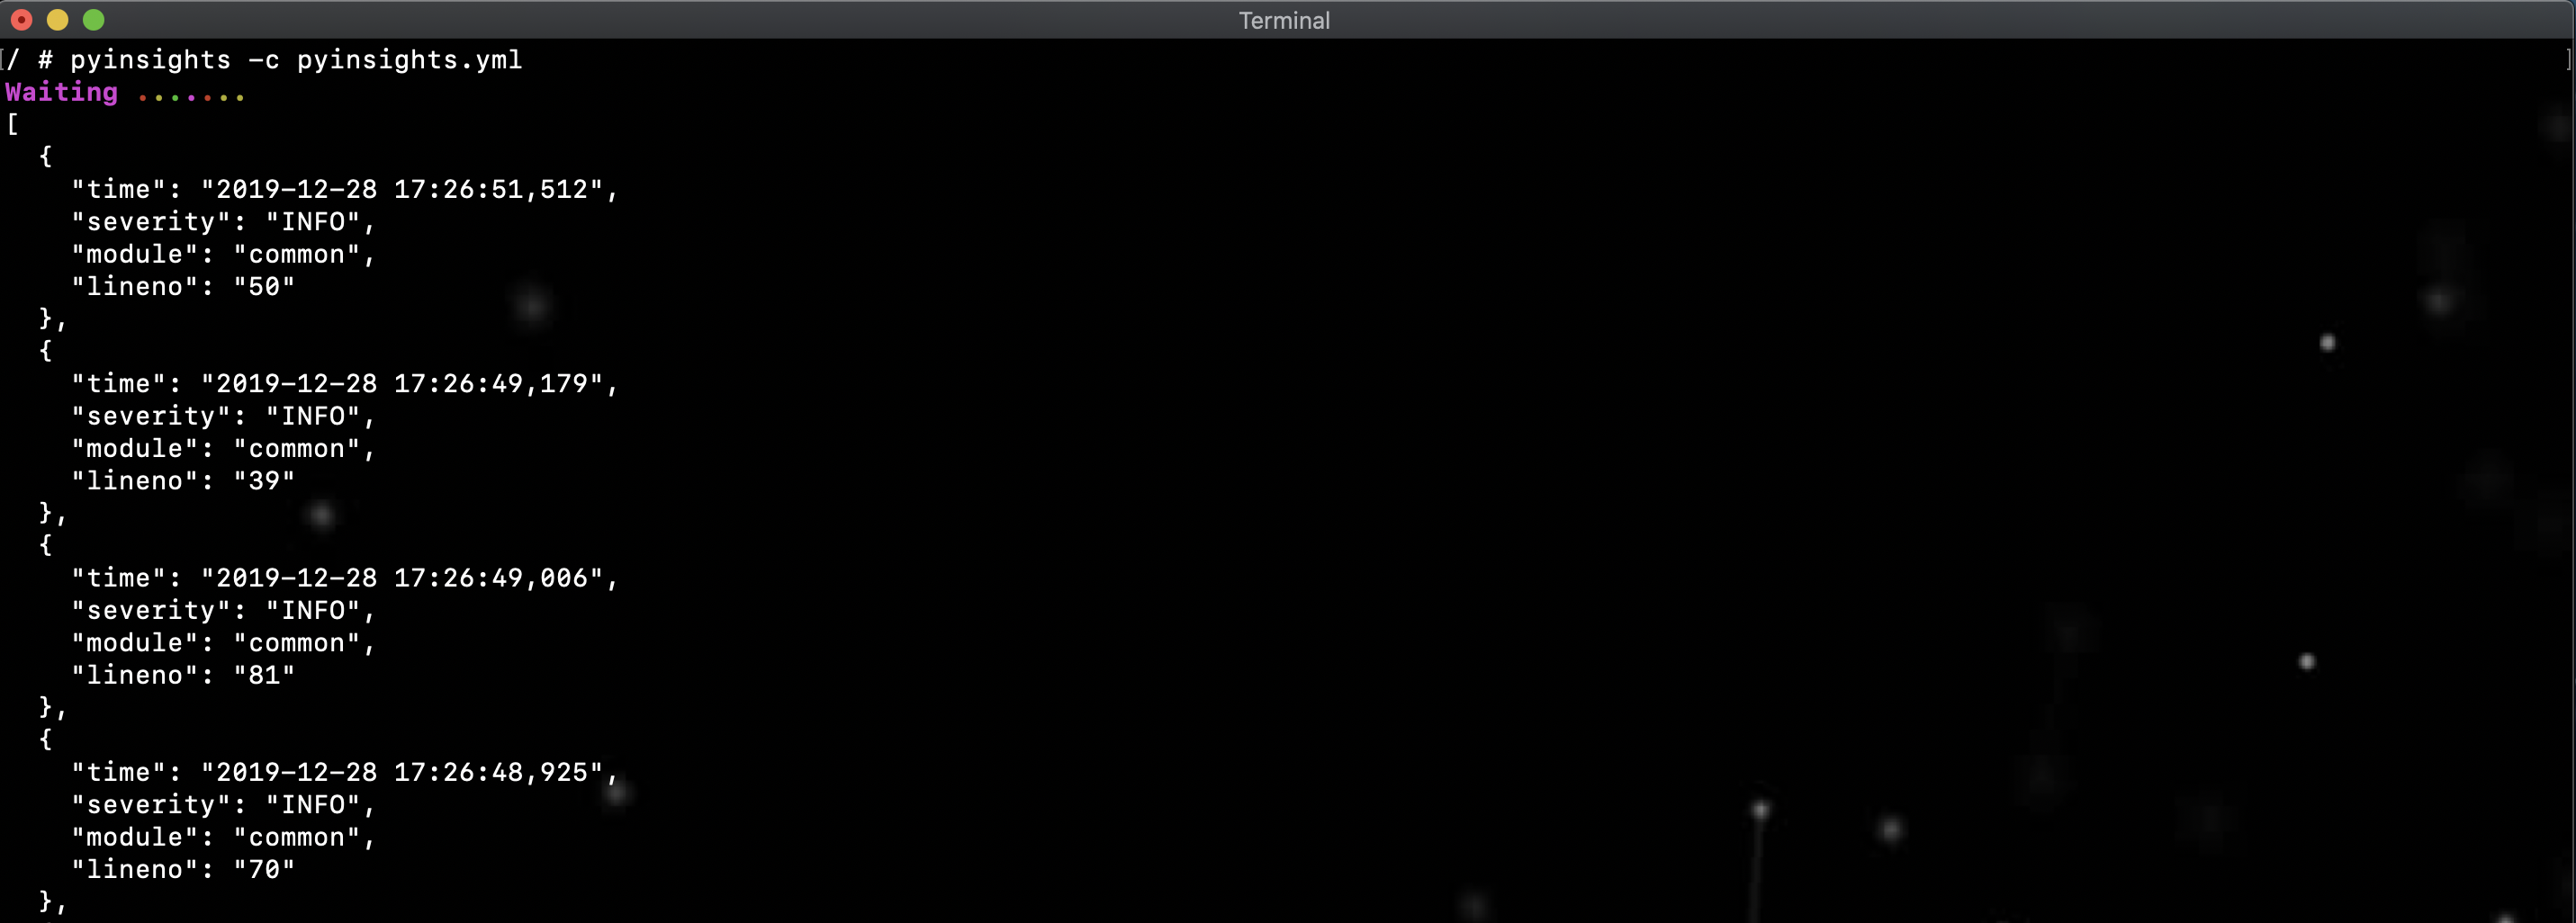 Terminal
/ # pyinsights -c pyinsights.yml
Waiting .......
[
  {
    "time": "2019-12-28 17:26:51,512",
    "severity": "INFO",
    "module": "common",
    "lineno": "50"
  },
  {
    "time": "2019-12-28 17:26:49,179",
    "severity": "INFO",
    "module": "common",
    "lineno": "39"
  },
  {
    "time": "2019-12-28 17:26:49,006",
    "severity": "INFO",
    "module": "common",
    "lineno": "81"
  },
  {
    "time": "2019-12-28 17:26:48,925",
    "severity": "INFO",
    "module": "common",
    "lineno": "70"
  },